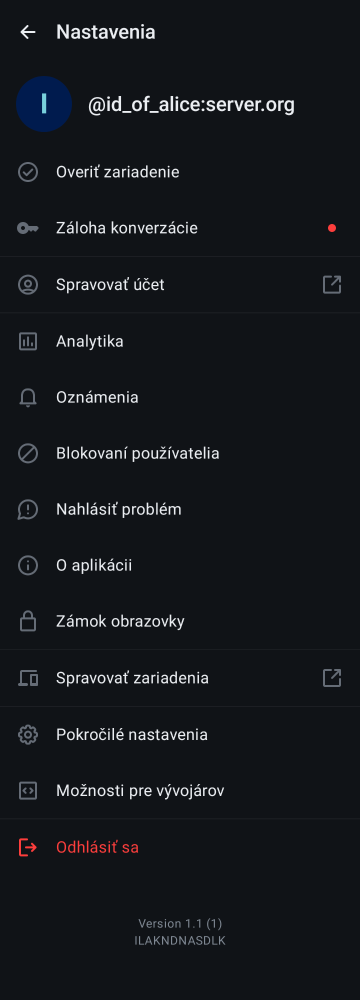 Nastavenia
I
@id_of_alice:server.org
Overiť zariadenie
Záloha konverzácie
Spravovať účet
Analytika
Oznámenia
Blokovaní používatelia
Nahlásiť problém
O aplikácii
Zámok obrazovky
Spravovať zariadenia
Pokročilé nastavenia
Možnosti pre vývojárov
Odhlásiť sa
Version 1.1 (1)
ILAKNDNASDLK